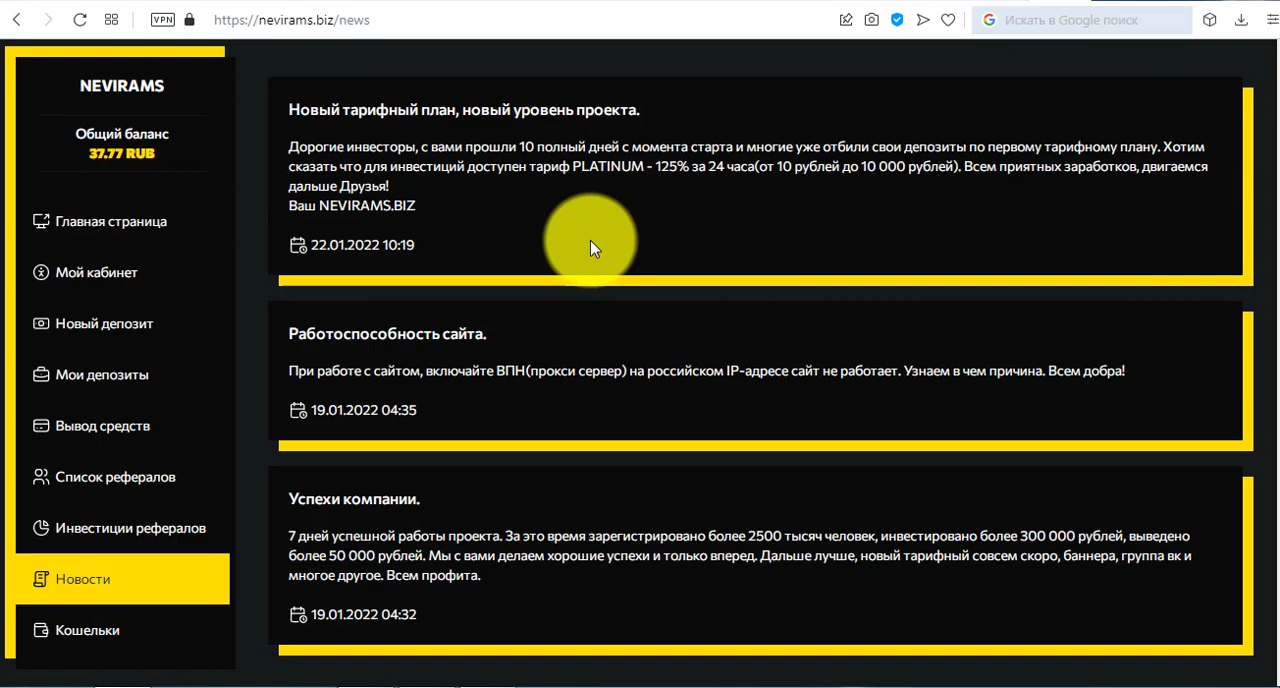 VPN
https://nevirams.biz/news
Искать в Google поиск
NEVIRAMS
Общий баланс
37.77 RUB
Главная страница
Мой кабинет
Новый депозит
Мои депозиты
Вывод средств
Список рефералов
Инвестиции рефералов
Новости
Кошельки
Новый тарифный план, новый уровень проекта.
Дорогие инвесторы, с вами прошли 10 полный дней с момента старта и многие уже отбили свои депозиты по первому тарифному плану. Хотим
сказать что для инвестиций доступен тариф PLATINUM - 125% за 24 часа(от 10 рублей до 10 000 рублей). Всем приятных заработков, двигаемся
дальше Друзья!
Ваш NEVIRAMS.BIZ
22.01.2022 10:19
Работоспособность сайта.
При работе с сайтом, включайте ВПН(прокси сервер) на российском IP-адресе сайт не работает. Узнаем в чем причина. Всем добра!
19.01.2022 04:35
Успехи компании.
7 дней успешной работы проекта. За это время зарегистрировано более 2500 тысяч человек, инвестировано более 300 000 рублей, выведено
более 50 000 рублей. Мы с вами делаем хорошие успехи и только вперед. Дальше лучше, новый тарифный совсем скоро, баннера, группа вк и
многое другое. Всем профита.
19.01.2022 04:32